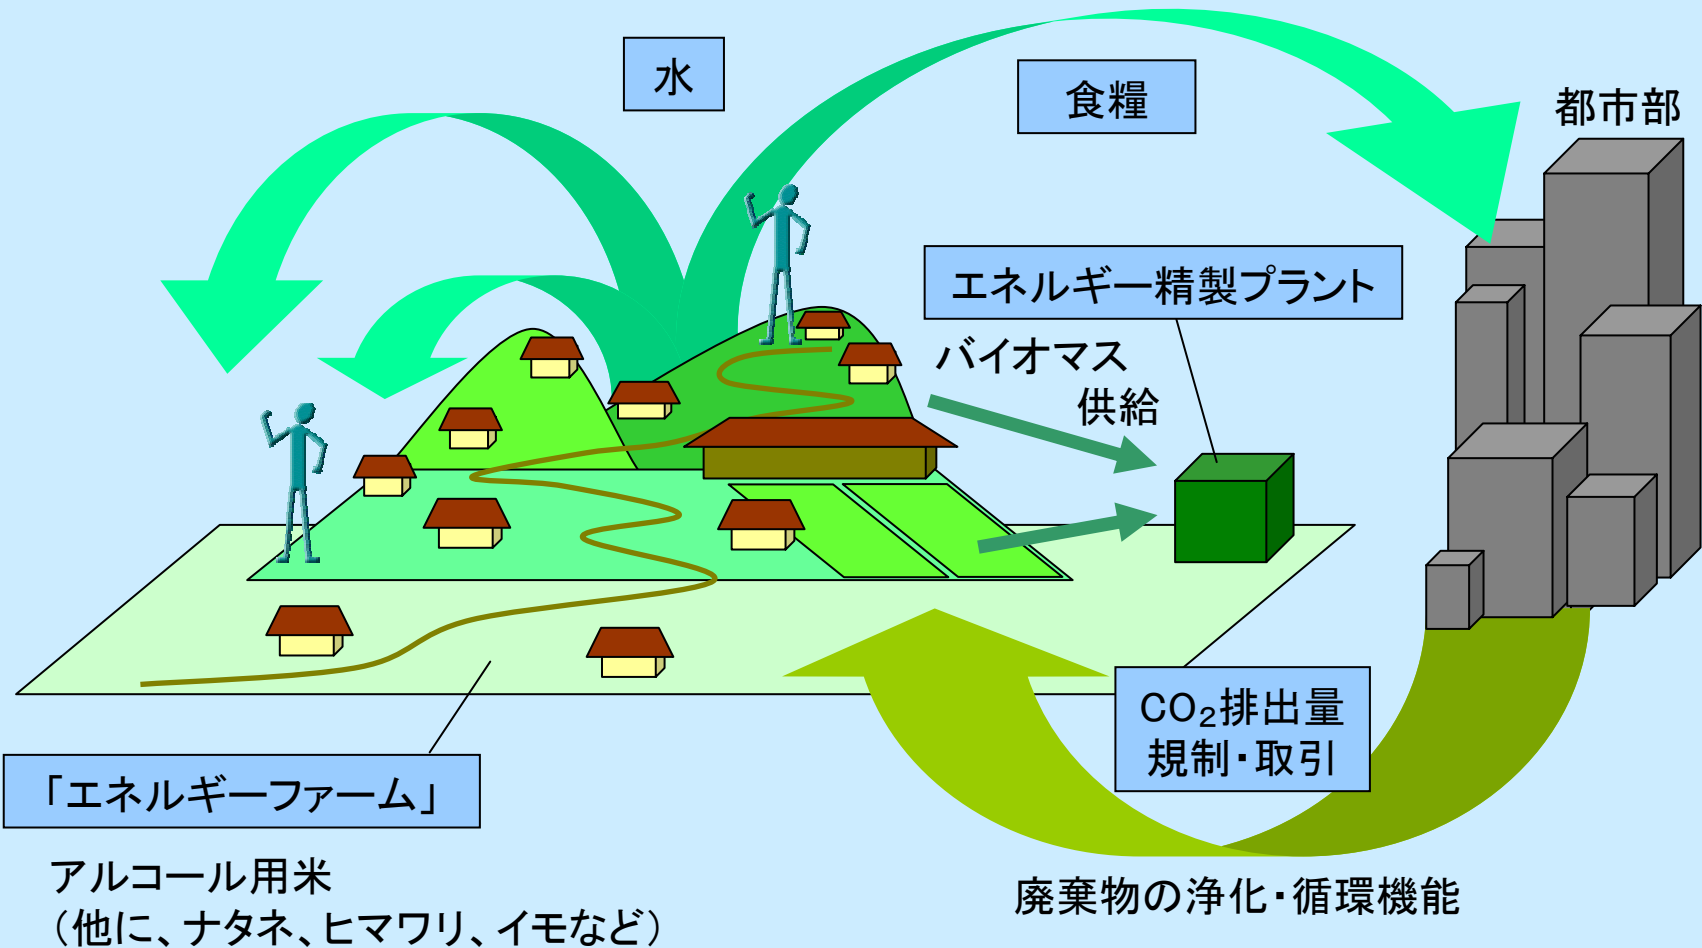 水
食糧
都市部
エネルギー精製プラント
バイオマス
供給
CO₂排出量
規制・取引
「エネルギーファーム」
アルコール用米
（他に、ナタネ、ヒマワリ、イモなど）
廃棄物の浄化・循環機能